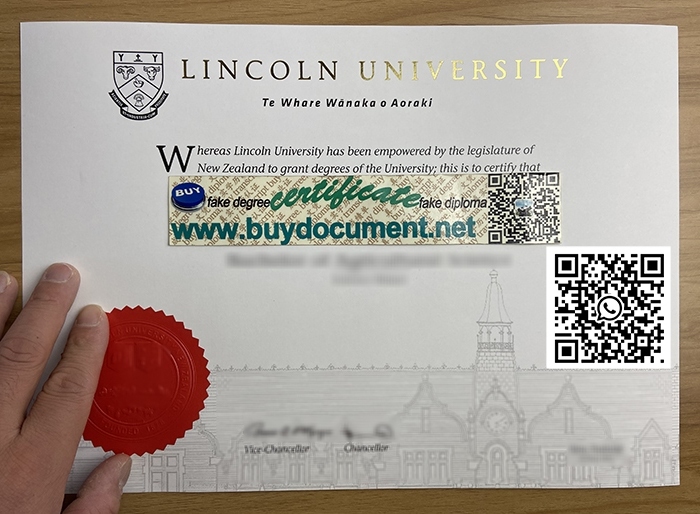 LINCOLN UNIVERSITY
Te Whare Wānaka o Aoraki
Whereas Lincoln University has been empowered by the legislature of
New Zealand to grant degrees of the University; this is to certify that
BUY
fake degree certificate fake diploma
www.buydocument.net
Vice-Chancellor Chancellor